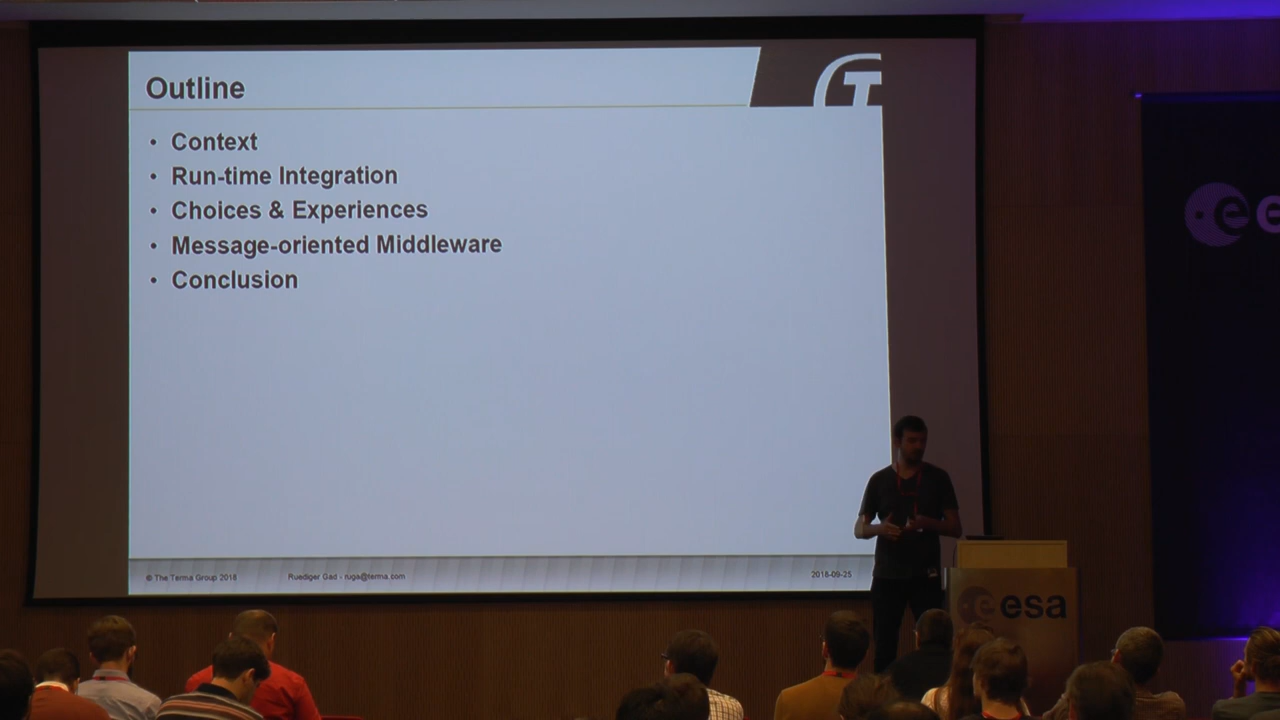 Outline
• Context
• Run-time Integration
• Choices & Experiences
• Message-oriented Middleware
• Conclusion
© The Terma Group 2018
Ruediger Gad - ruga@terma.com
2018-09-25
esa
e